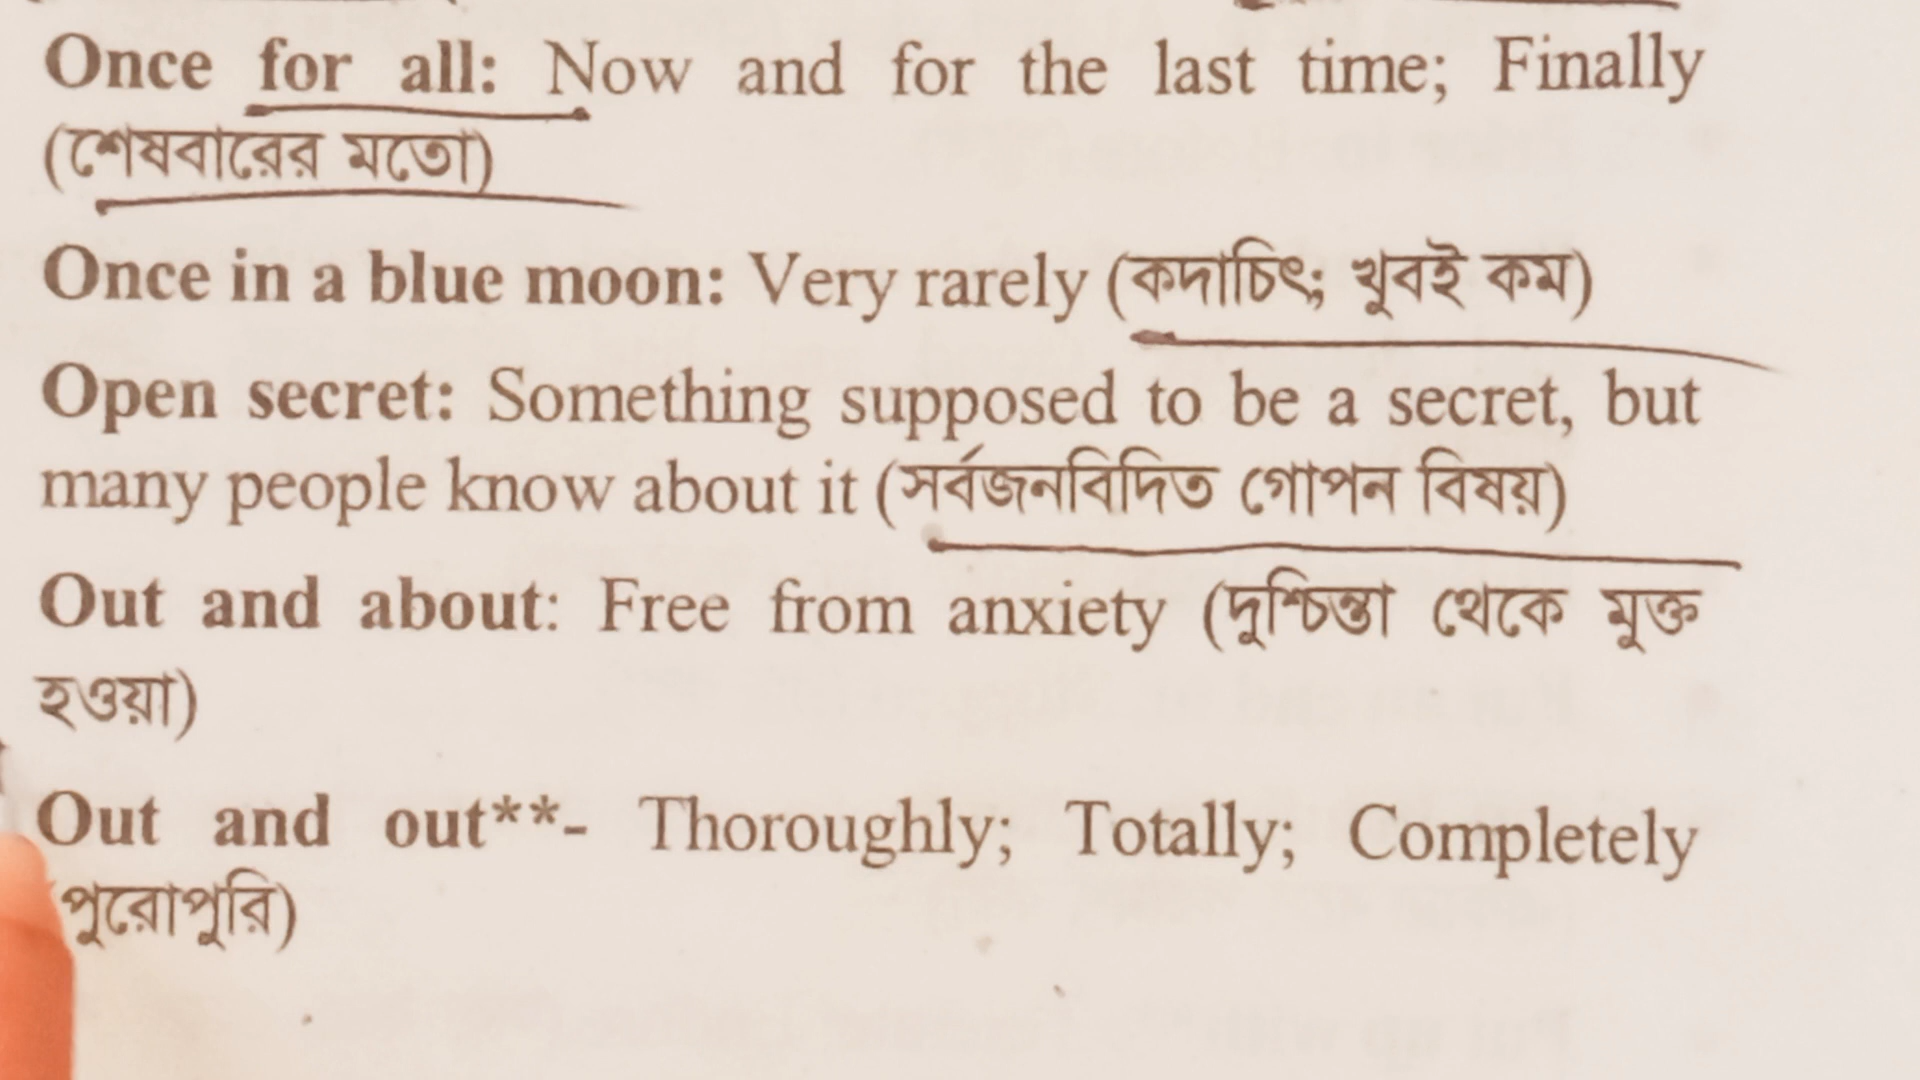 Once for all: Now and for the last time; Finally
(শেষবারের মতো)
Once in a blue moon: Very rarely (কদাচিৎ; খুবই কম)
Open secret: Something supposed to be a secret, but
many people know about it (সর্বজনবিদিত গোপন বিষয়)
Out and about: Free from anxiety (দুশ্চিন্তা থেকে মুক্ত
হওয়া)
Out and out**- Thoroughly; Totally; Completely
(পুরোপুরি)